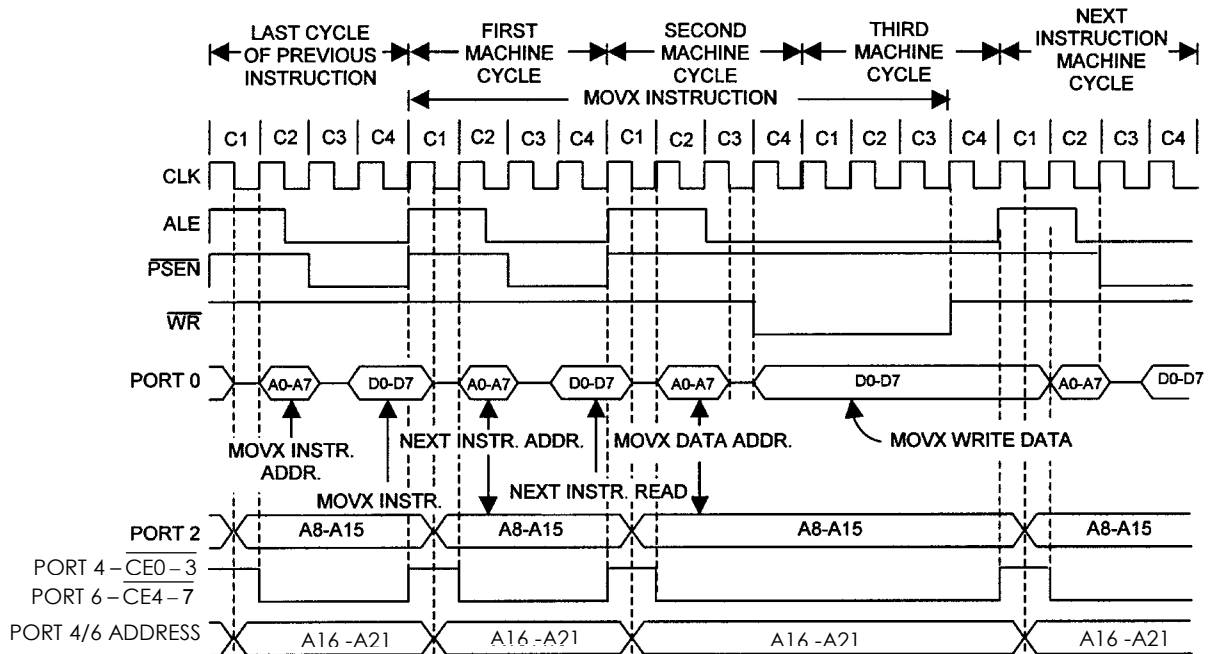 LAST CYCLE
OF PREVIOUS
INSTRUCTION
FIRST
MACHINE
CYCLE
SECOND
MACHINE
CYCLE
THIRD
MACHINE
CYCLE
NEXT
INSTRUCTION
MACHINE
CYCLE
MOVX INSTRUCTION
C1 C2 C3 C4 C1 C2 C3 C4 C1 C2 C3 C4 C1 C2 C3 C4 C1 C2 C3 C4
CLK
ALE
PSEN
WR
PORT 0 A0-A7 D0-D7 A0-A7 D0-D7 A0-A7 D0-D7 A0-A7 D0-D7
MOVX INSTR.
ADDR.
NEXT INSTR. ADDR.
MOVX DATA ADDR.
MOVX WRITE DATA
MOVX INSTR.
NEXT INSTR. READ
PORT 2 A8-A15 A8-A15 A8-A15 A8-A15
PORT 4 – CE0 – 3
PORT 6 – CE4 – 7
PORT 4/6 ADDRESS A16 -A21 A16 -A21 A16 -A21 A16 -A21